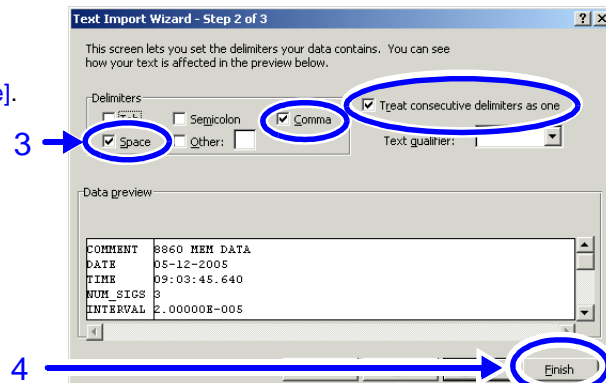 Text Import Wizard - Step 2 of 3
This screen lets you set the delimiters your data contains. You can see
how your text is affected in the preview below.
e].
Delimiters
Treat consecutive delimiters as one
Semicolon
Comma
3
Space
Other:
Text qualifier:
Data preview
COMMENT 8860 MEM DATA
DATE 05-12-2005
TIME 09:03:45.640
NUM_SIGS 3
INTERVAL 2.00000E-005
4
Finish